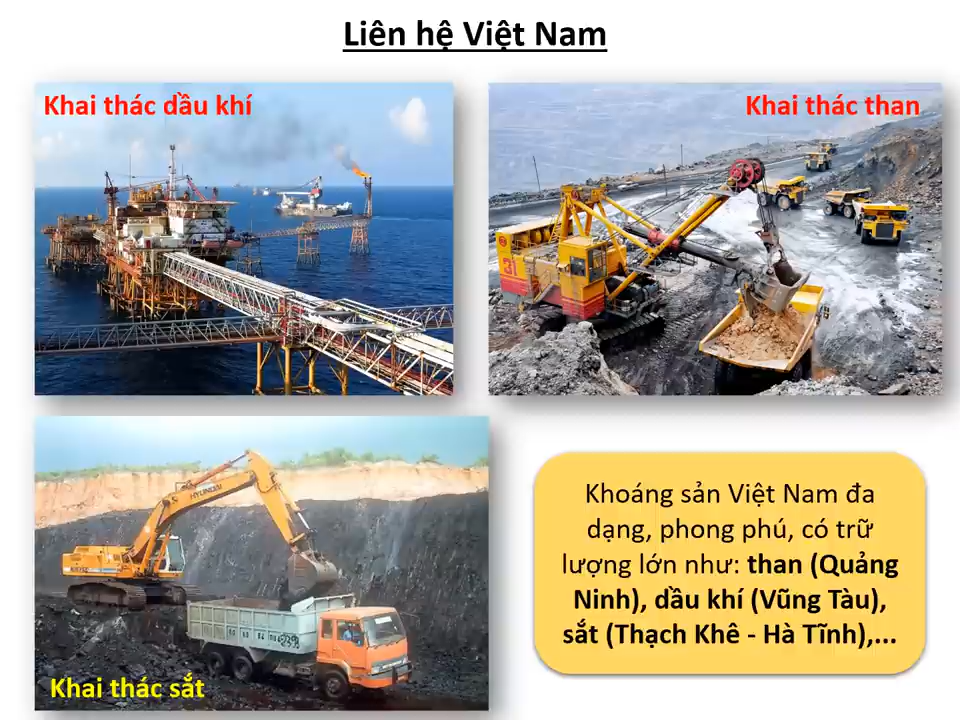 Liên hệ Việt Nam
Khai thác dầu khí
Khai thác than
31
HYUNDAI
Khai thác sắt
Khoáng sản Việt Nam đa
dạng, phong phú, có trữ
lượng lớn như: than (Quảng
Ninh), dầu khí (Vũng Tàu),
sắt (Thạch Khê - Hà Tĩnh),...